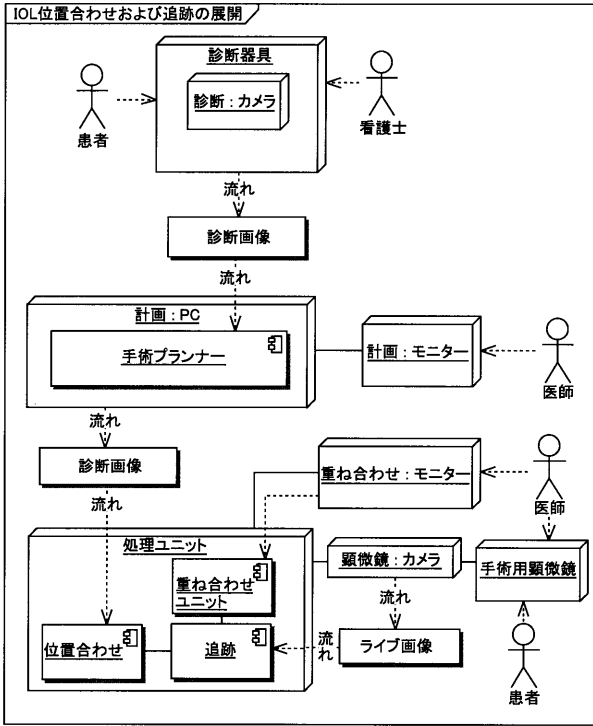 IOL位置合わせおよび追跡の展開
診断器具
診断：カメラ
患者
看護士
流れ
診断画像
流れ
計画：PC
手術プランナー
計画：モニター
医師
流れ
診断画像
流れ
重ね合わせ：モニター
医師
処理ユニット
重ね合わせ
ユニット
顕微鏡：カメラ
手術用顕微鏡
流れ
位置合わせ
追跡
流
れ
ライブ画像
患者